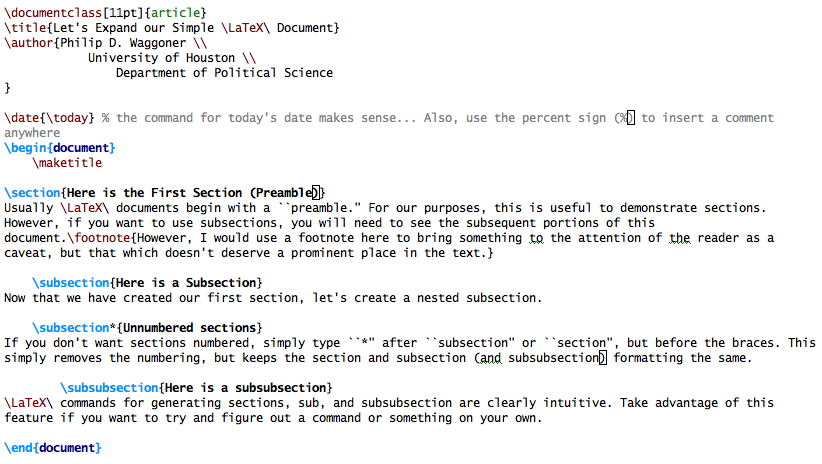 \documentclass[11pt]{article}
\title{Let's Expand our Simple \LaTeX\ Document}
\author{Philip D. Waggoner \\
University of Houston \\
Department of Political Science
}
\date{\today} % the command for today's date makes sense... Also, use the percent sign (%) to insert a comment
anywhere
\begin{document}
\maketitle
\section{Here is the First Section (Preamble)}
Usually \LaTeX\ documents begin with a ``preamble." For our purposes, this is useful to demonstrate sections.
However, if you want to use subsections, you will need to see the subsequent portions of this
document.\footnote{However, I would use a footnote here to bring something to the attention of the reader as a
caveat, but that which doesn't deserve a prominent place in the text.}
\subsection{Here is a Subsection}
Now that we have created our first section, let's create a nested subsection.
\subsection*{Unnumbered sections}
If you don't want sections numbered, simply type ``*" after ``subsection" or ``section", but before the braces. This
simply removes the numbering, but keeps the section and subsection (and subsubsection) formatting the same.
\subsubsection{Here is a subsubsection}
\LaTeX\ commands for generating sections, sub, and subsubsection are clearly intuitive. Take advantage of this
feature if you want to try and figure out a command or something on your own.
\end{document}